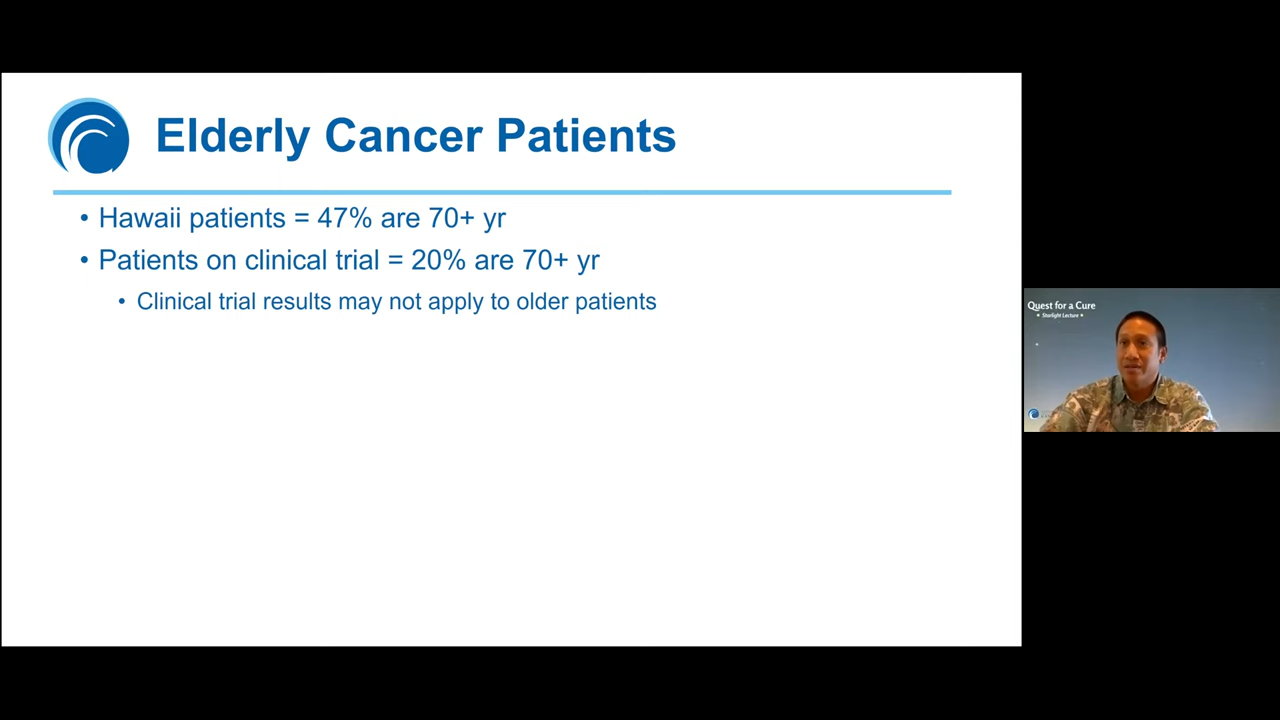 Elderly Cancer Patients
• Hawaii patients = 47% are 70+ yr
• Patients on clinical trial = 20% are 70+ yr
• Clinical trial results may not apply to older patients
Quest for a Cure
• Starlight Lecture •